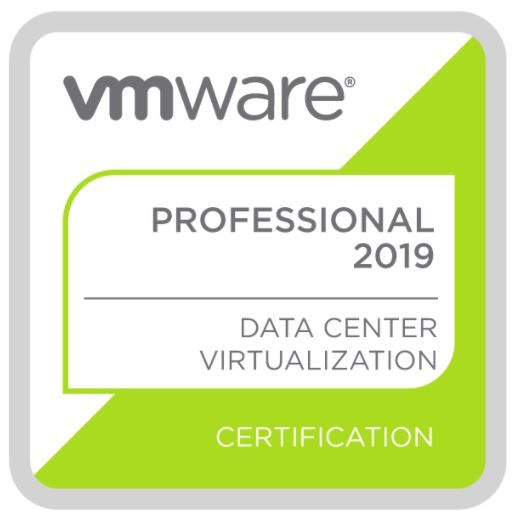 vmware®
PROFESSIONAL
2019
DATA CENTER
VIRTUALIZATION
CERTIFICATION